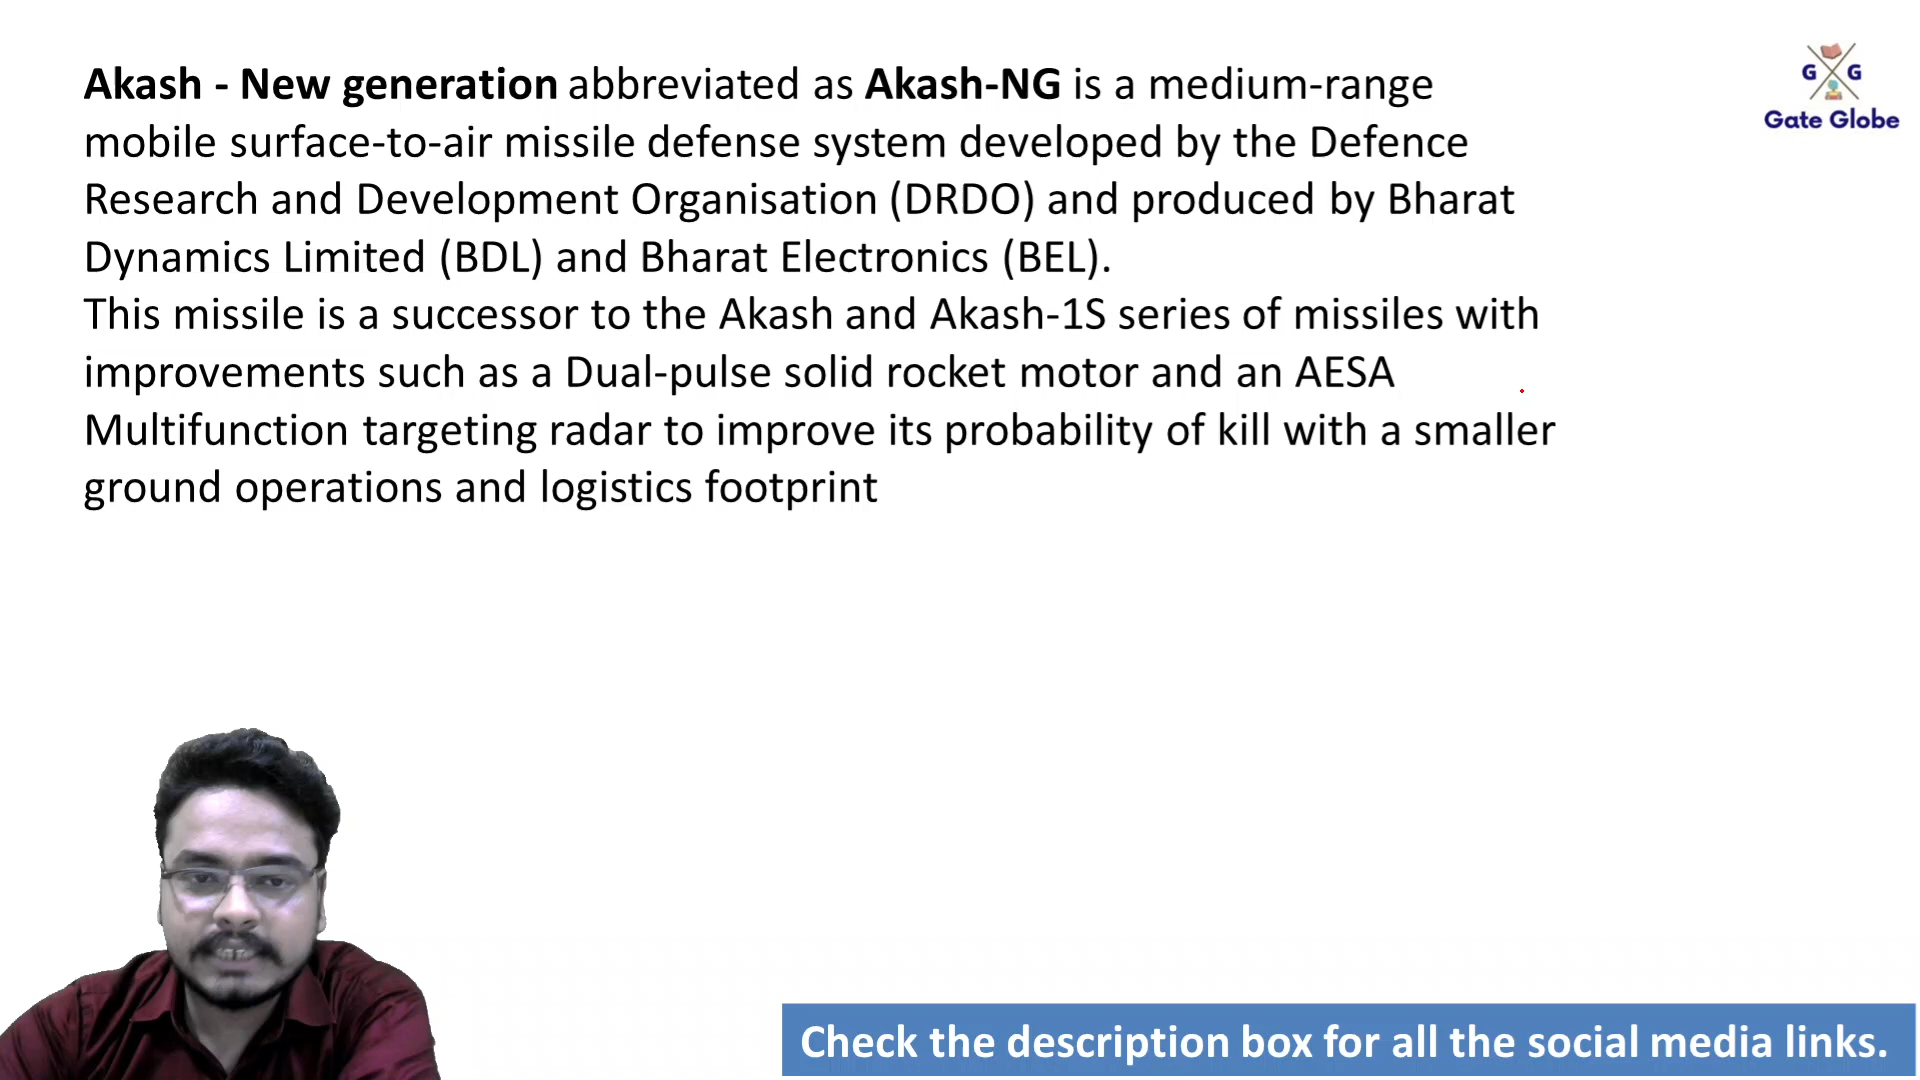 Akash - New generation abbreviated as Akash-NG is a medium-range
mobile surface-to-air missile defense system developed by the Defence
Research and Development Organisation (DRDO) and produced by Bharat
Dynamics Limited (BDL) and Bharat Electronics (BEL).
This missile is a successor to the Akash and Akash-1S series of missiles with
improvements such as a Dual-pulse solid rocket motor and an AESA
Multifunction targeting radar to improve its probability of kill with a smaller
ground operations and logistics footprint
G G
Gate Globe
Check the description box for all the social media links.